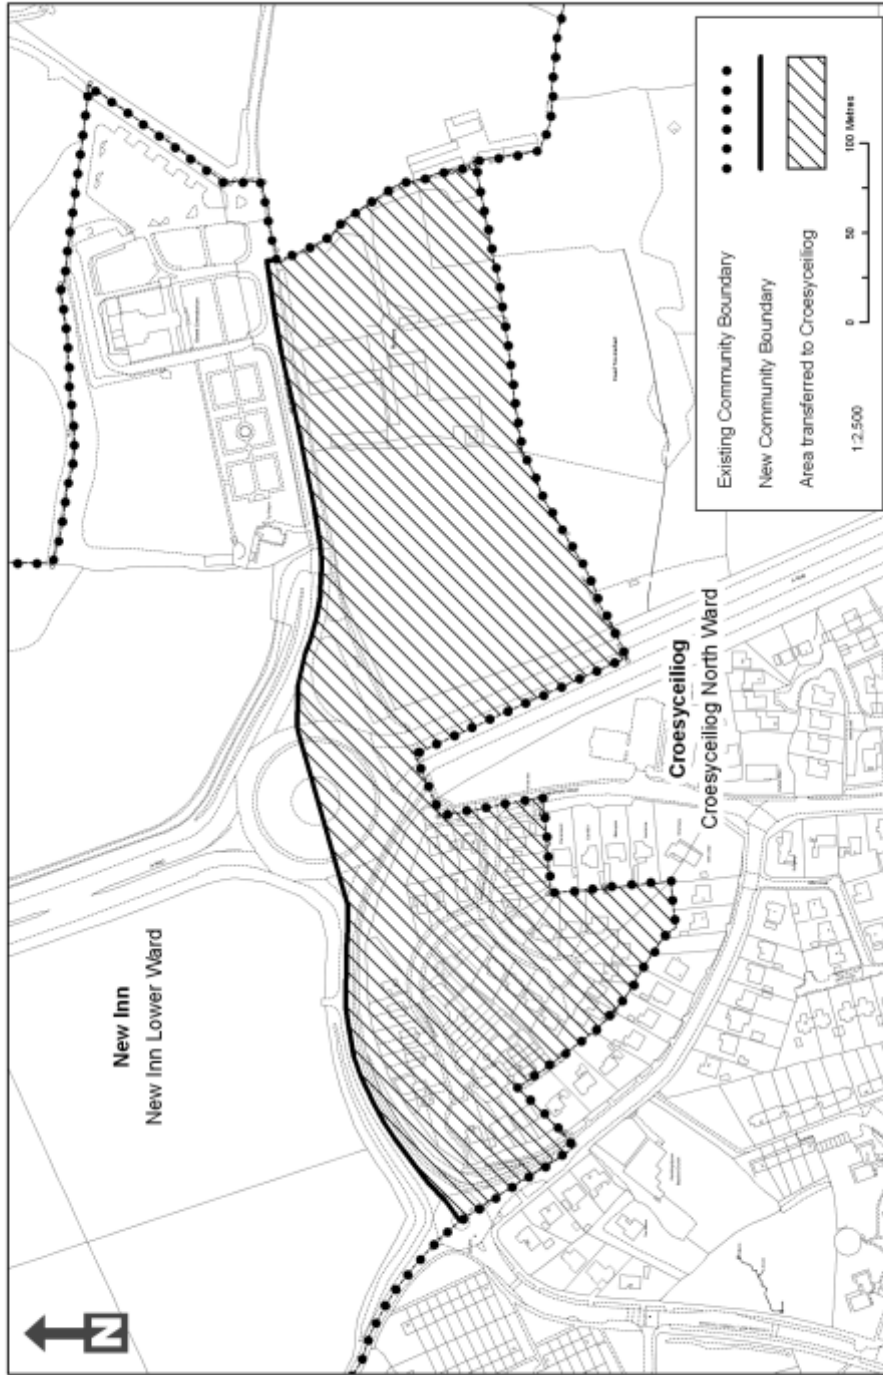 New Inn
New Inn Lower Ward
Croesyceiliog
Croesyceiliog North Ward
Existing Community Boundary
New Community Boundary
Area transferred to Croesyceiliog
1:2,500
0
50
100 Metres
N